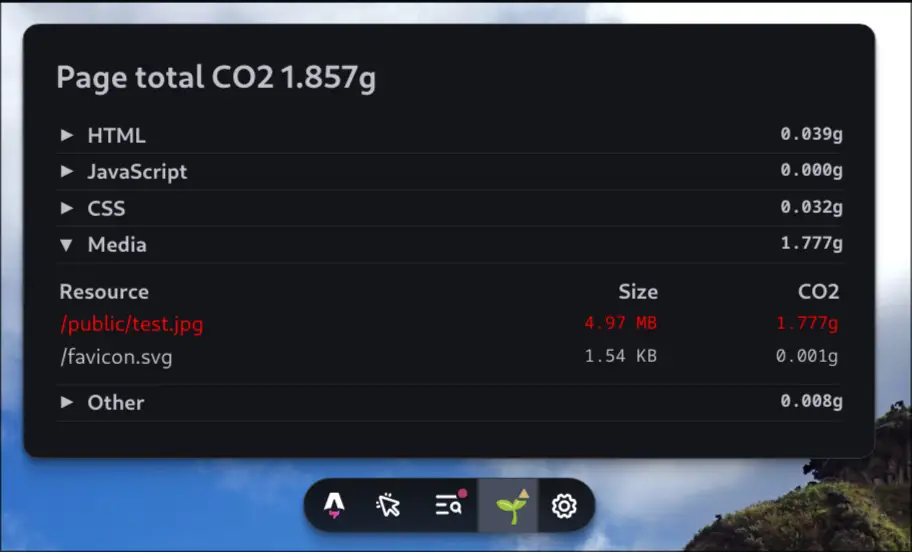 Page total CO2 1.857g
HTML 0.039g
JavaScript 0.000g
CSS 0.032g
Media 1.777g
Resource Size CO2
/public/test.jpg 4.97 MB 1.777g
/favicon.svg 1.54 KB 0.001g
Other 0.008g